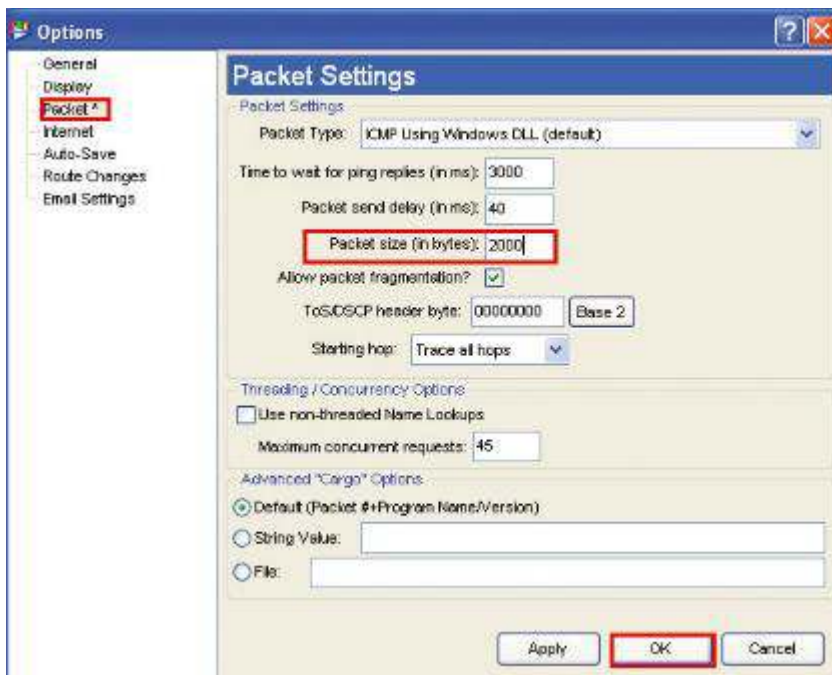 Options
General
Display
Packet *
Internet
Auto-Save
Route Changes
Email Settings
Packet Settings
Packet Settings
Packet Type: ICMP Using Windows DLL (default)
Time to wait for ping replies (in ms): 3000
Packet send delay (in ms): 40
Packet size (in bytes): 2000
Allow packet fragmentation?
ToS/DSCP header byte: 00000000 Base 2
Starting hop: Trace all hops
Threading / Concurrency Options
Use non-threaded Name Lookups
Maximum concurrent requests: 45
Advanced "Cargo" Options
Default (Packet #+Program Name/Version)
String Value:
File:
Apply OK Cancel